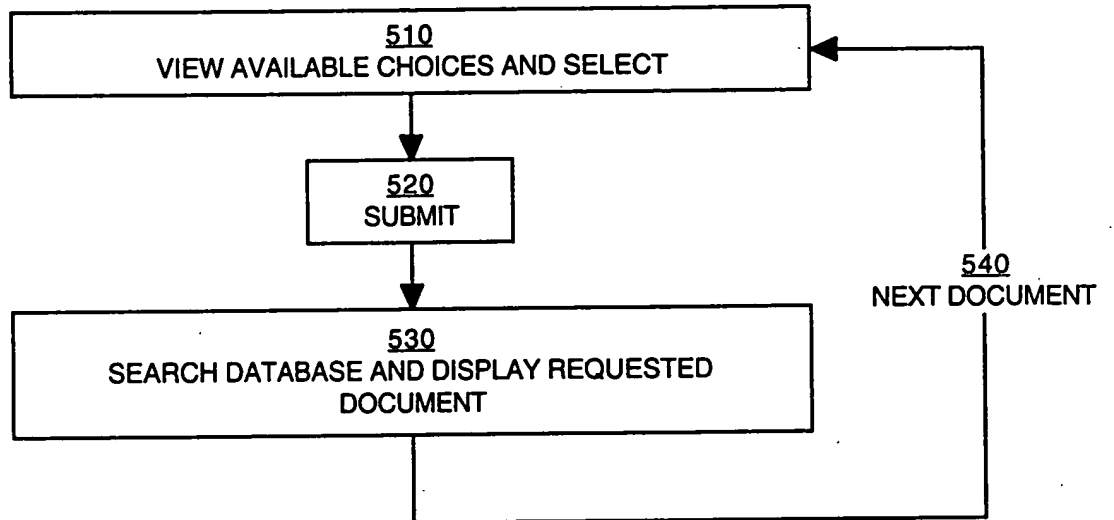 510
VIEW AVAILABLE CHOICES AND SELECT
520
SUBMIT
530
SEARCH DATABASE AND DISPLAY REQUESTED
DOCUMENT
540
NEXT DOCUMENT